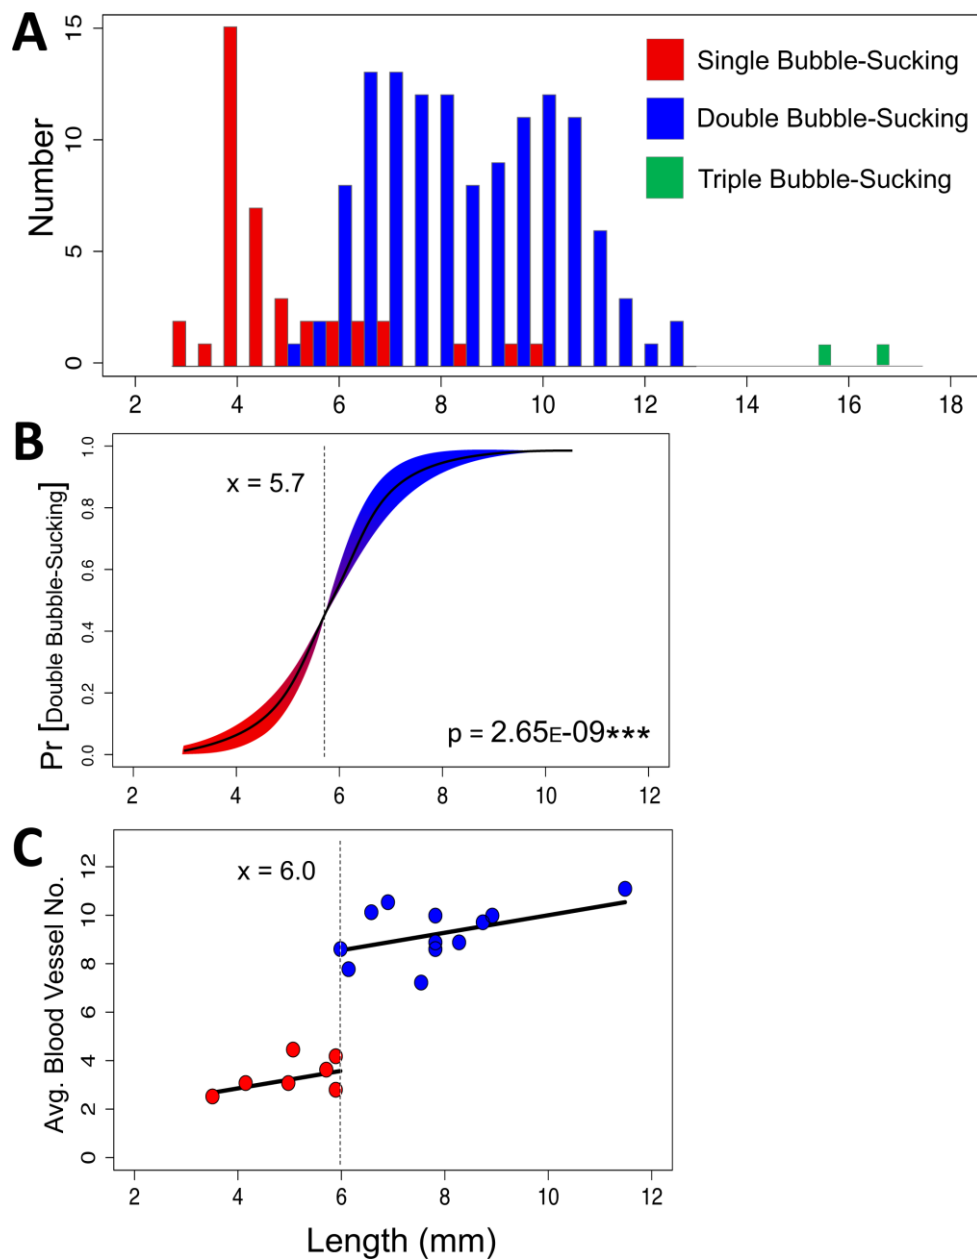 A
Number
15
10
5
0
Single Bubble-Sucking
Double Bubble-Sucking
Triple Bubble-Sucking
2 4 6 8 10 12 14 16 18
B
Pr [Double Bubble-Sucking]
1.0
0.8
0.6
0.4
0.2
0.0
x = 5.7
p = 2.65E-09***
2 4 6 8 10 12
C
Avg. Blood Vessel No.
12
10
8
6
4
2
0
x = 6.0
2 4 6 8 10 12
Length (mm)